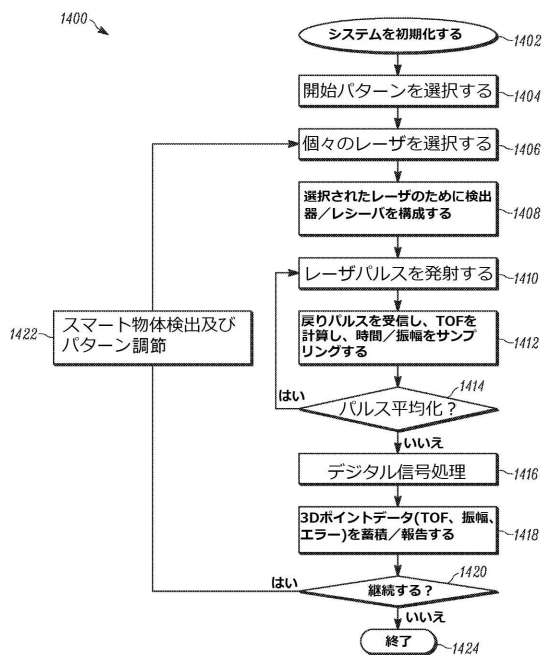 1400
システムを初期化する
1402
開始パターンを選択する
1404
個々のレーザを選択する
1406
選択されたレーザのために検出
器／レシーバを構成する
1408
レーザパルスを発射する
1410
戻りパルスを受信し、TOFを
計算し、時間／振幅をサンプ
リングする
1412
1422
スマート物体検出及び
パターン調節
はい
パルス平均化？
1414
いいえ
デジタル信号処理
1416
3Dポイントデータ(TOF、振幅、
エラー)を蓄積／報告する
1418
はい
継続する？
1420
いいえ
終了
1424